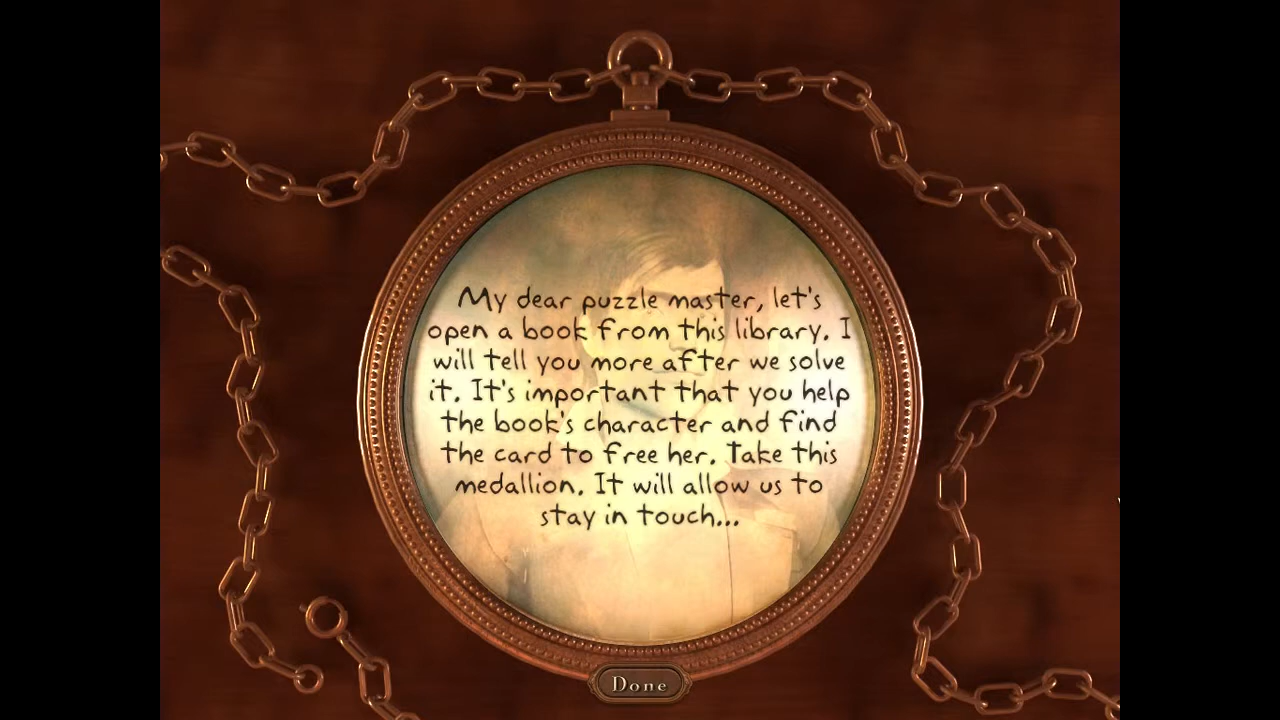 My dear puzzle master, let's
open a book from this library. I
will tell you more after we solve
it. It's important that you help
the book's character and find
the card to free her. Take this
medallion. It will allow us to
stay in touch...
Done